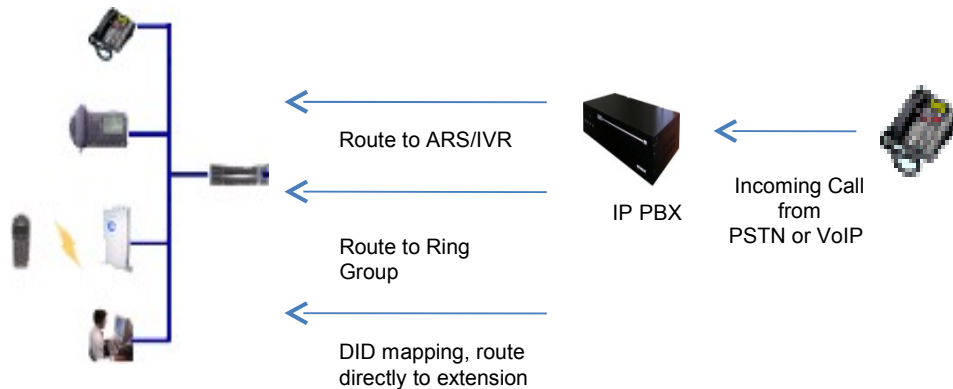 Route to ARS/IVR
Route to Ring
Group
DID mapping, route
directly to extension
IP PBX
Incoming Call
from
PSTN or VoIP